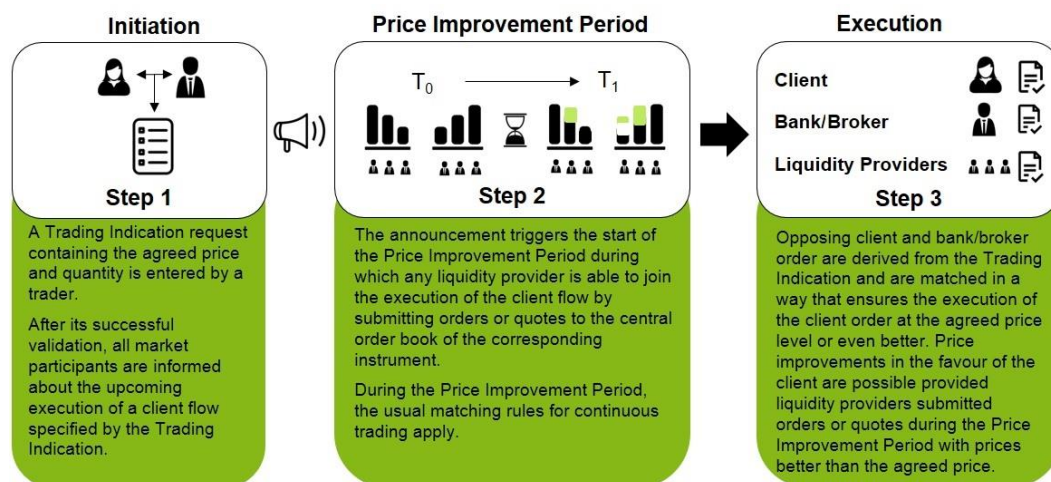 Initiation
Step 1
A Trading Indication request
containing the agreed price
and quantity is entered by a
trader.
After its successful
validation, all market
participants are informed
about the upcoming
execution of a client flow
specified by the Trading
Indication.
Price Improvement Period
T0
T1
Step 2
The announcement triggers the start of
the Price Improvement Period during
which any liquidity provider is able to join
the execution of the client flow by
submitting orders or quotes to the central
order book of the corresponding
instrument.
During the Price Improvement Period,
the usual matching rules for continuous
trading apply.
Execution
Client
Bank/Broker
Liquidity Providers
Step 3
Opposing client and bank/broker
order are derived from the Trading
Indication and are matched in a
way that ensures the execution of
the client order at the agreed price
level or even better. Price
improvements in the favour of the
client are possible provided
liquidity providers submitted
orders or quotes during the Price
Improvement Period with prices
better than the agreed price.